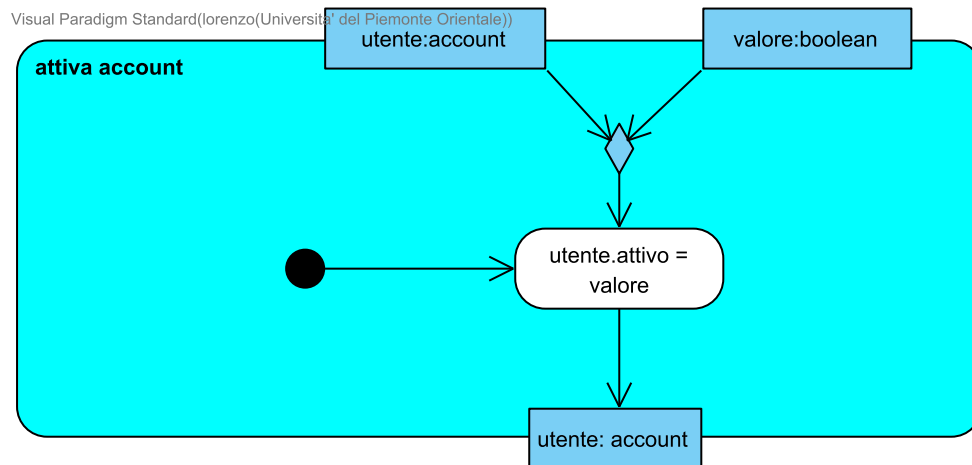 Visual Paradigm Standard(lorenzo(Universita' del Piemonte Orientale))
utente:account
valore:boolean
attiva account
utente.attivo =
valore
utente: account